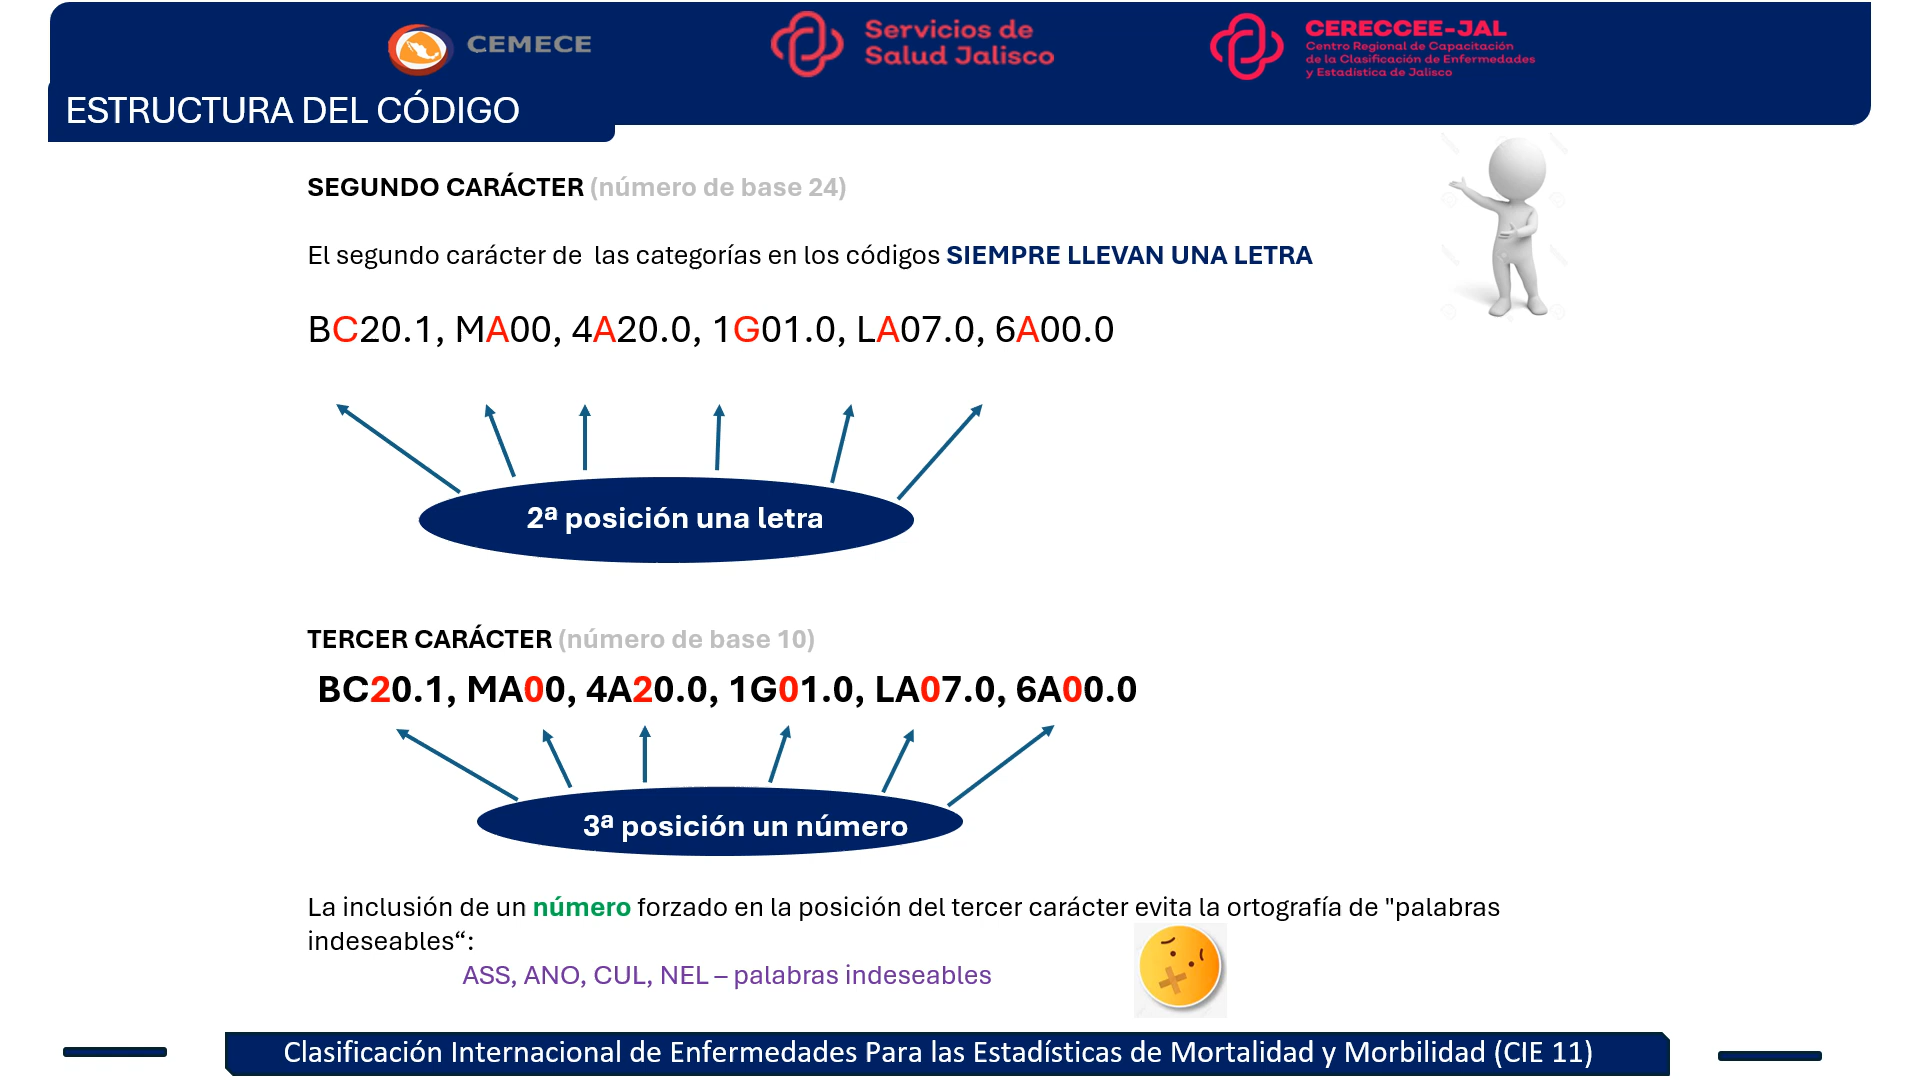 CEMECE
Servicios de
Salud Jalisco
CERECCEE-JAL
Centro Regional de Capacitación
de la Clasificación de Enfermedades
y Estadística de Jalisco
ESTRUCTURA DEL CÓDIGO
SEGUNDO CARÁCTER (número de base 24)
El segundo carácter de  las categorías en los códigos SIEMPRE LLEVAN UNA LETRA
BC20.1, MA00, 4A20.0, 1G01.0, LA07.0, 6A00.0
2ª posición una letra
TERCER CARÁCTER (número de base 10)
BC20.1, MA00, 4A20.0, 1G01.0, LA07.0, 6A00.0
3ª posición un número
La inclusión de un número forzado en la posición del tercer carácter evita la ortografía de "palabras
indeseables“:
ASS, ANO, CUL, NEL – palabras indeseables
Clasificación Internacional de Enfermedades Para las Estadísticas de Mortalidad y Morbilidad (CIE 11)